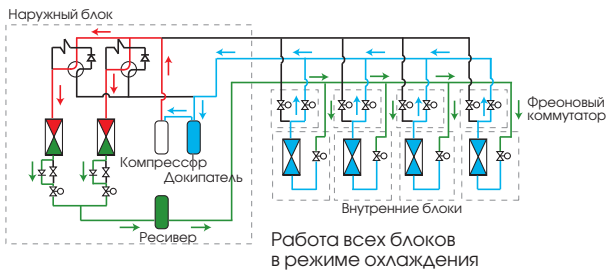 Наружный блок
Фреоновый
коммутатор
Компрессор
Докипатель
Внутренние блоки
Ресивер
Работа всех блоков
в режиме охлаждения